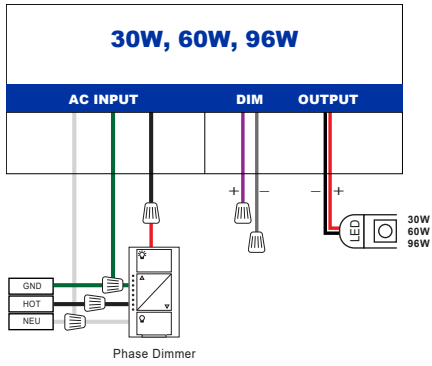 30W, 60W, 96W
AC INPUT DIM OUTPUT
+ − − +
LED
30W
60W
96W
GND
HOT
NEU
Phase Dimmer